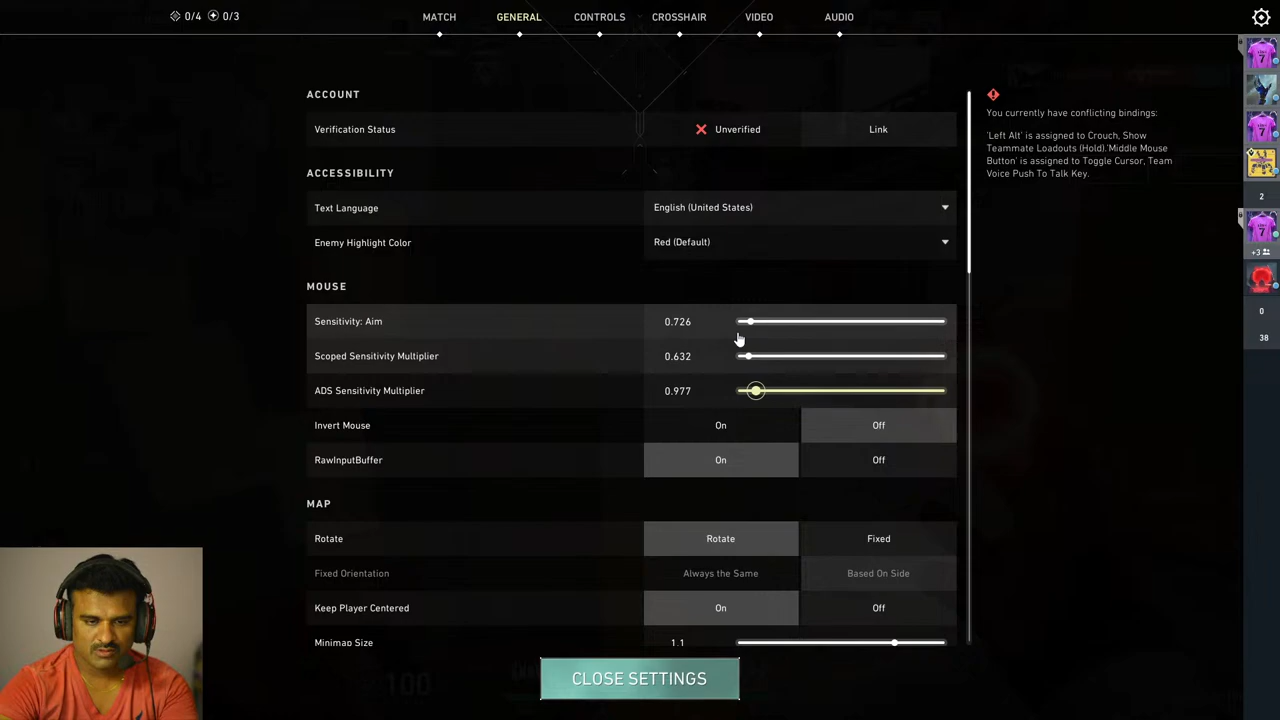 0/4 0/3
MATCH GENERAL CONTROLS CROSSHAIR VIDEO AUDIO
ACCOUNT
Verification Status Unverified Link
ACCESSIBILITY
Text Language English (United States)
Enemy Highlight Color Red (Default)
MOUSE
Sensitivity: Aim 0.726
Scoped Sensitivity Multiplier 0.632
ADS Sensitivity Multiplier 0.977
Invert Mouse On Off
RawInputBuffer On Off
MAP
Rotate Rotate Fixed
Fixed Orientation Always the Same Based On Side
Keep Player Centered On Off
Minimap Size 1.1
CLOSE SETTINGS
100
You currently have conflicting bindings:
'Left Alt' is assigned to Crouch, Show
Teammate Loadouts (Hold).'Middle Mouse
Button' is assigned to Toggle Cursor, Team
Voice Push To Talk Key.
7
7
2
7
+3
0
38